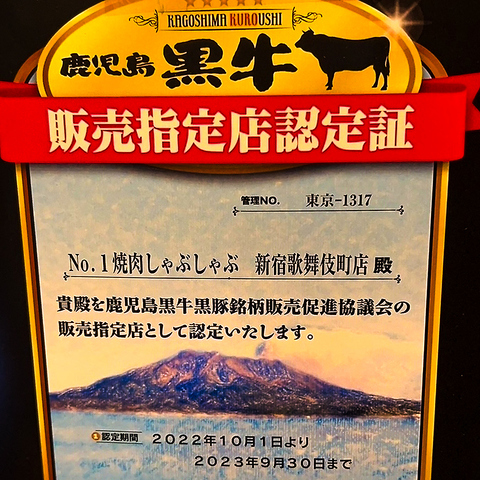 KAGOSHIMA KUROUSHI
鹿児島黒牛
販売指定店認定証
管理NO. 東京-1317
No.1焼肉しゃぶしゃぶ 新宿歌舞伎町店 殿
貴殿を鹿児島黒牛黒豚銘柄販売促進協議会の
販売指定店として認定いたします。
1 認定期間 2022年10月1日より
2023年9月30日まで